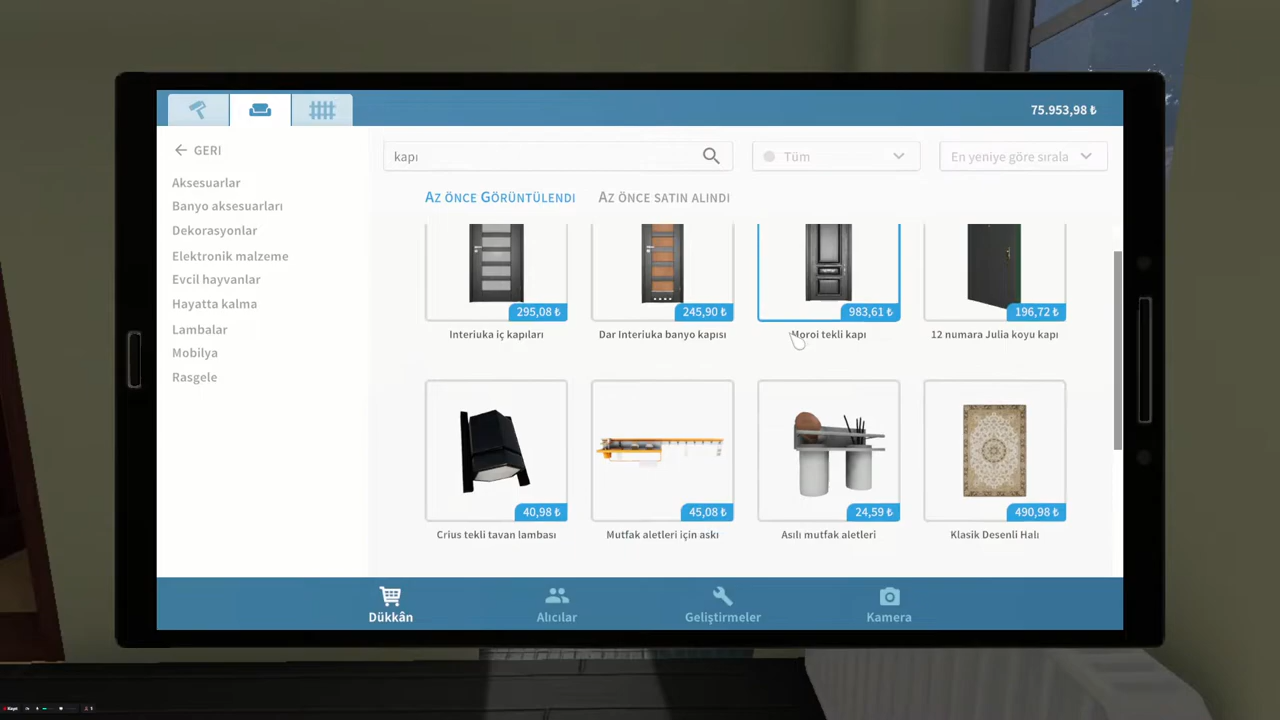 75.953,98 ₺
GERİ
kapı
Tüm
En yeniye göre sırala
Aksesuarlar
Banyo aksesuarları
Dekorasyonlar
Elektronik malzeme
Evcil hayvanlar
Hayatta kalma
Lambalar
Mobilya
Rasgele
Az önce Görüntülendi
Az önce satın alındı
295,08 ₺
245,90 ₺
983,61 ₺
196,72 ₺
Interiuka iç kapıları
Dar Interiuka banyo kapısı
Moroi tekli kapı
12 numara Julia koyu kapı
40,98 ₺
45,08 ₺
24,59 ₺
490,98 ₺
Crius tekli tavan lambası
Mutfak aletleri için askı
Asılı mutfak aletleri
Klasik Desenli Halı
Dükkân
Alıcılar
Geliştirmeler
Kamera
Kayıt